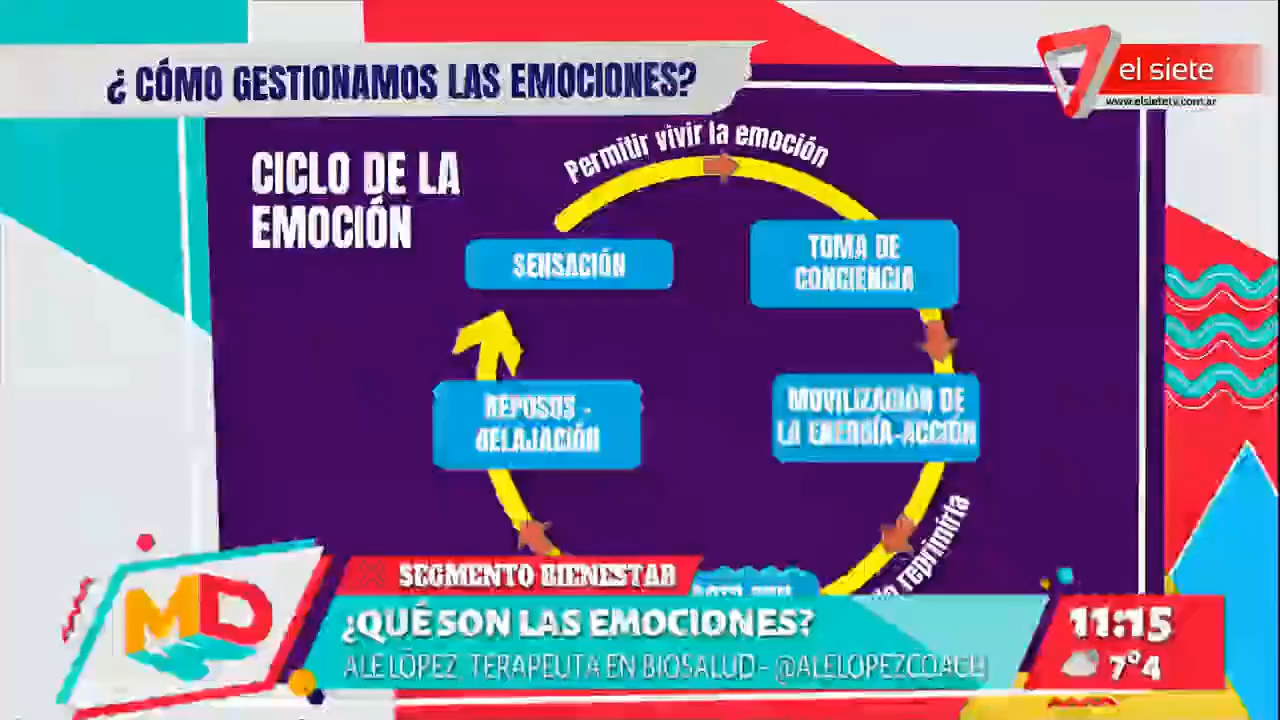 ¿ CÓMO GESTIONAMOS LAS EMOCIONES?
el siete
www.elsietetv.com.ar
CICLO DE LA
EMOCIÓN
Permitir vivir la emoción
SENSACIÓN
TOMA DE
CONCIENCIA
MOVILIZACIÓN DE
LA ENERGÍA-ACCIÓN
REPOSOS -
RELAJACIÓN
reprimirla
MD
SEGMENTO BIENESTAR
¿QUÉ SON LAS EMOCIONES?
ALE LÓPEZ, TERAPEUTA EN BIOSALUD- @ALELOPEZCOACH
11:15
7°4